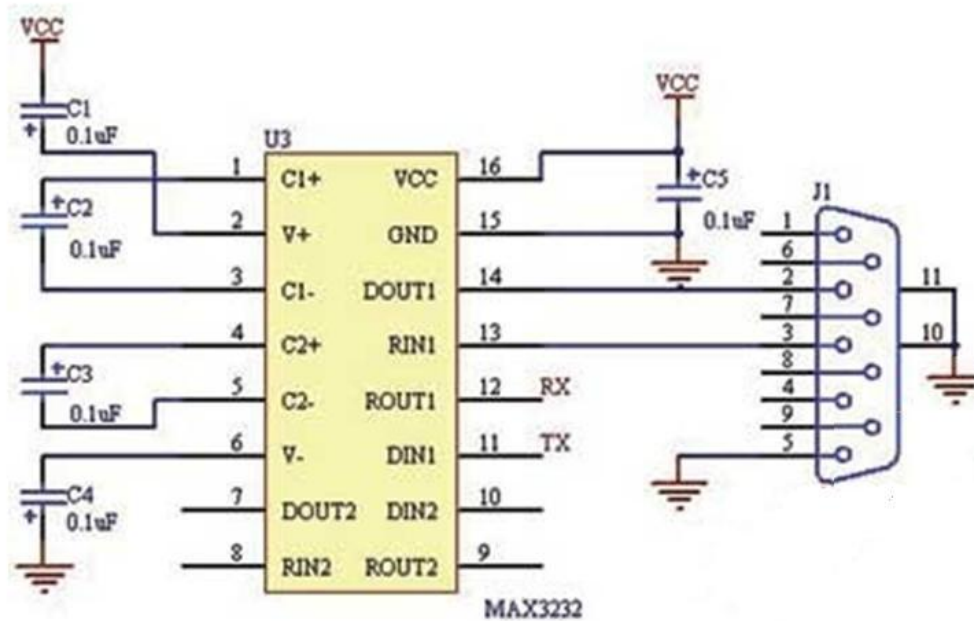 VCC
C1
0.1uF
C2
0.1uF
C3
0.1uF
C4
0.1uF
U3
1 C1+ VCC 16
2 V+ GND 15
3 C1- DOUT1 14
4 C2+ RIN1 13
5 C2- ROUT1 12 RX
6 V- DIN1 11 TX
7 DOUT2 DIN2 10
8 RIN2 ROUT2 9
MAX3232
VCC
C5
0.1uF
J1
1
6
2
7
3
8
4
9
5
11
10